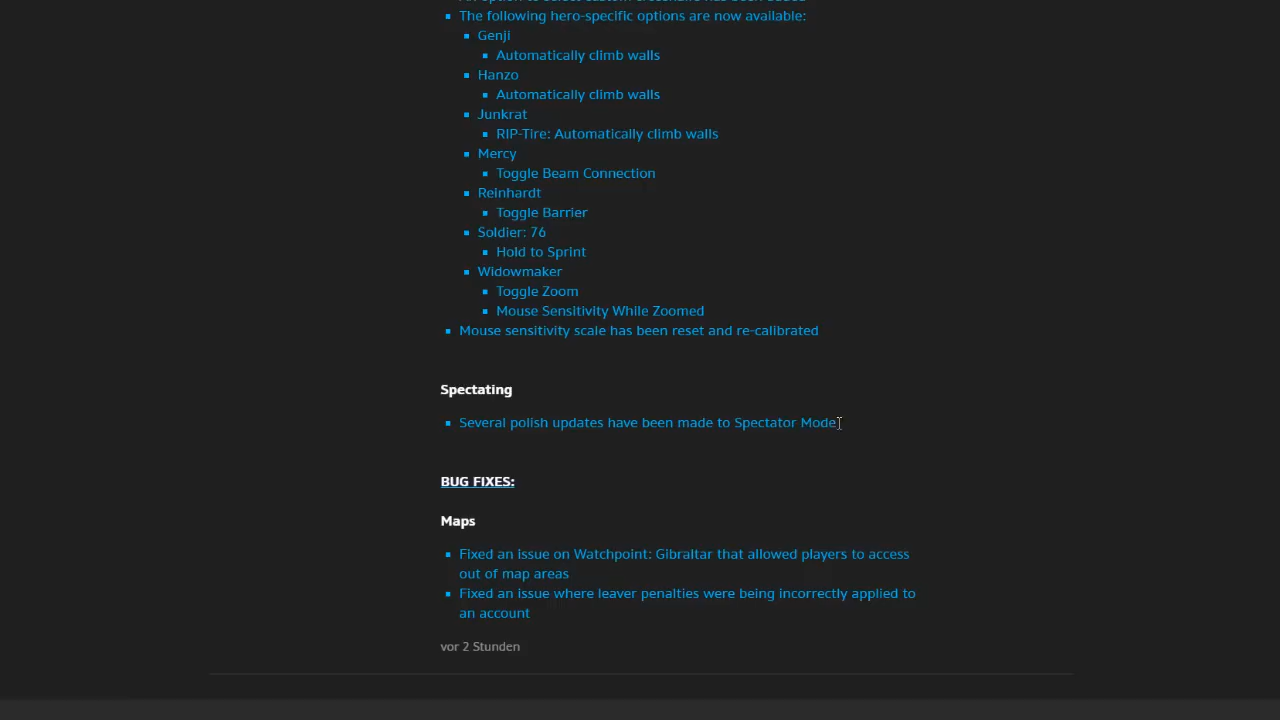 The following hero-specific options are now available:
Genji
Automatically climb walls
Hanzo
Automatically climb walls
Junkrat
RIP-Tire: Automatically climb walls
Mercy
Toggle Beam Connection
Reinhardt
Toggle Barrier
Soldier: 76
Hold to Sprint
Widowmaker
Toggle Zoom
Mouse Sensitivity While Zoomed
Mouse sensitivity scale has been reset and re-calibrated
Spectating
Several polish updates have been made to Spectator Mode
BUG FIXES:
Maps
Fixed an issue on Watchpoint: Gibraltar that allowed players to access
out of map areas
Fixed an issue where leaver penalties were being incorrectly applied to
an account
vor 2 Stunden